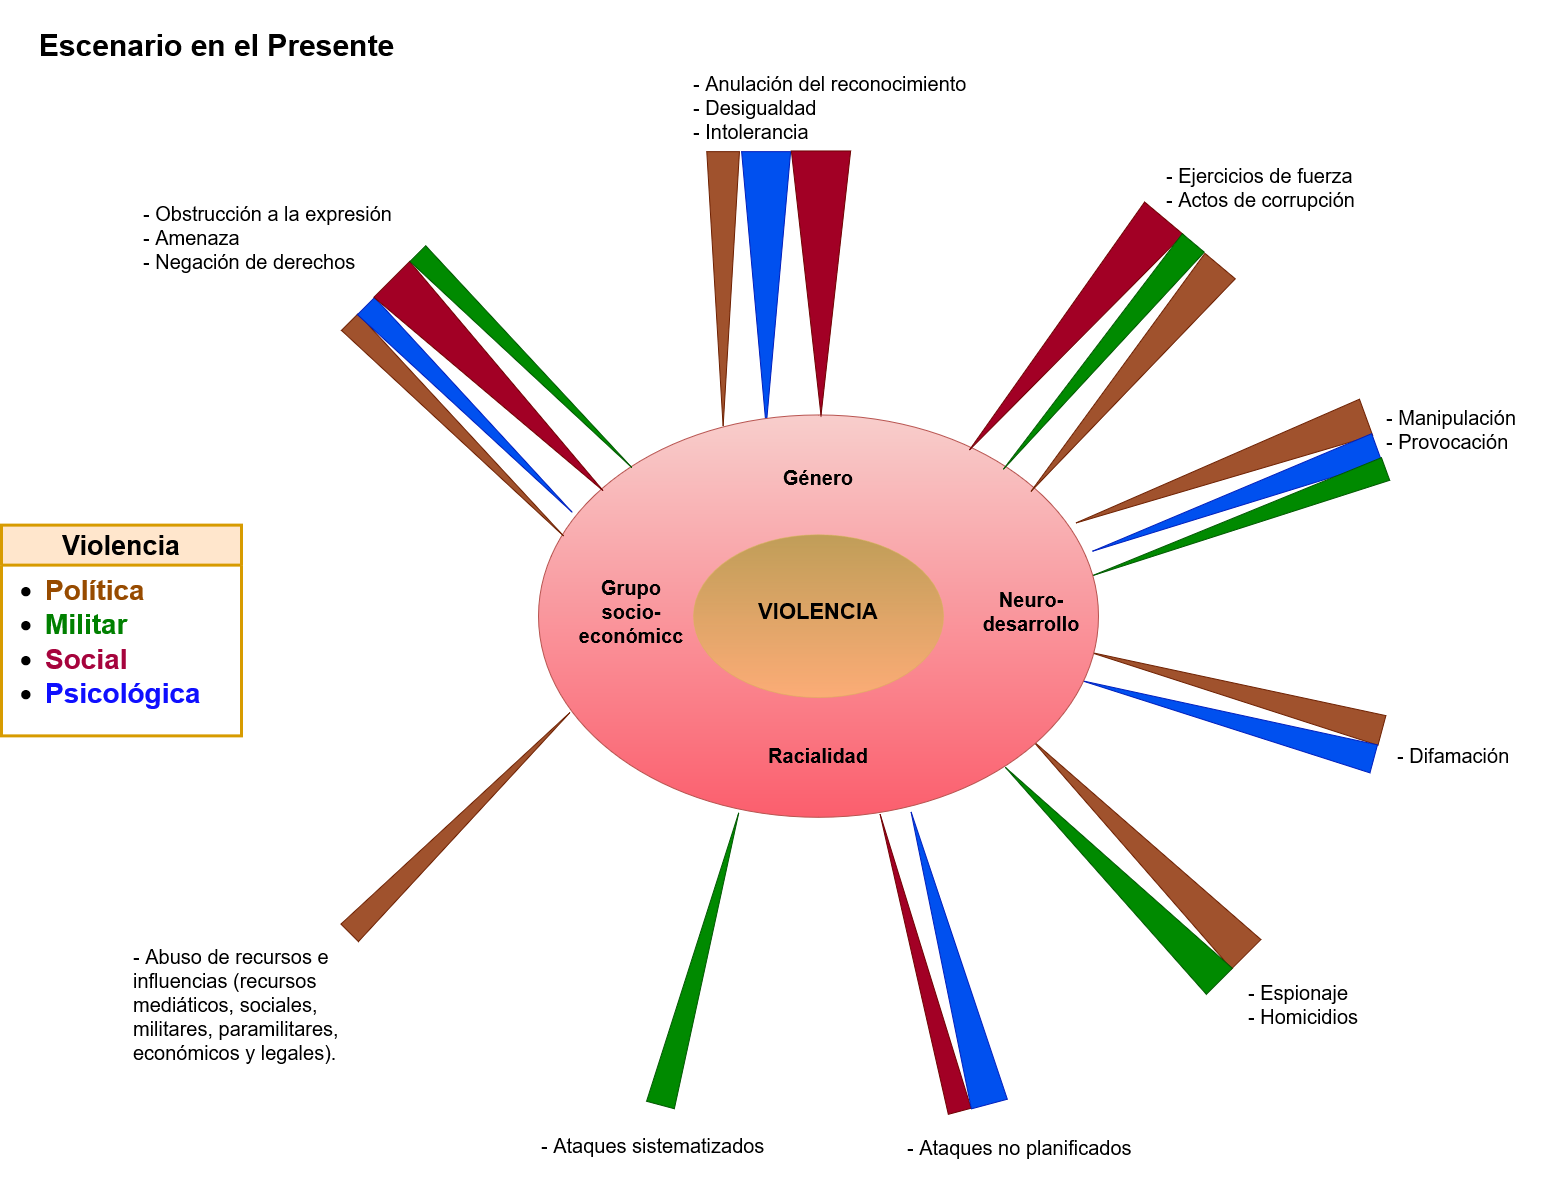 Escenario en el Presente
- Anulación del reconocimiento
- Desigualdad
- Intolerancia
- Ejercicios de fuerza
- Actos de corrupción
- Obstrucción a la expresión
- Amenaza
- Negación de derechos
- Manipulación
- Provocación
Género
Violencia
Política
Militar
Social
Psicológica
Grupo
socio-
económicc
VIOLENCIA
Neuro-
desarrollo
Racialidad
- Difamación
- Abuso de recursos e
influencias (recursos
mediáticos, sociales,
militares, paramilitares,
económicos y legales).
- Espionaje
- Homicidios
- Ataques sistematizados
- Ataques no planificados